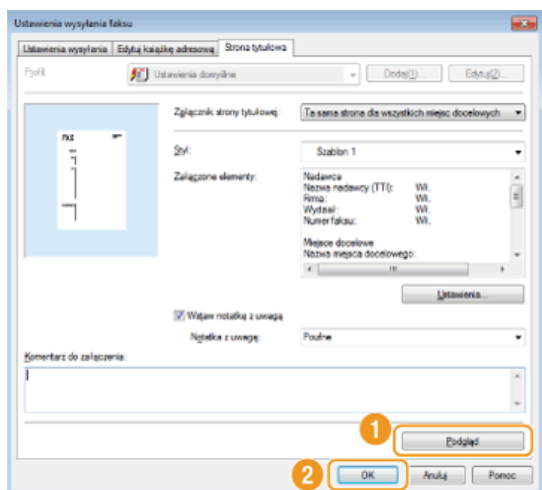 Ustawienia wysyłania faksu
Ustawienia wysyłania Edytuj książkę adresową Strona tytułowa
Profil Ustawienia domyślne Dodaj(1)... Edytuj(2)...
Załącznik strony tytułowej: Ta sama strona dla wszystkich miejsc docelowych
Styl: Szablon 1
Załączone elementy: Nadawca
Nazwa nadawcy (TTI): Wł.
Firma: Wł.
Wydział: Wł.
Numer faksu: Wł.
Miejsce docelowe
Nazwa miejsca docelowego:
FAX
Ustawienia...
Wstaw notatkę z uwagą
Notatka z uwagą: Poufne
Komentarz do załączenia:
1
Podgląd
2 OK Anuluj Pomoc